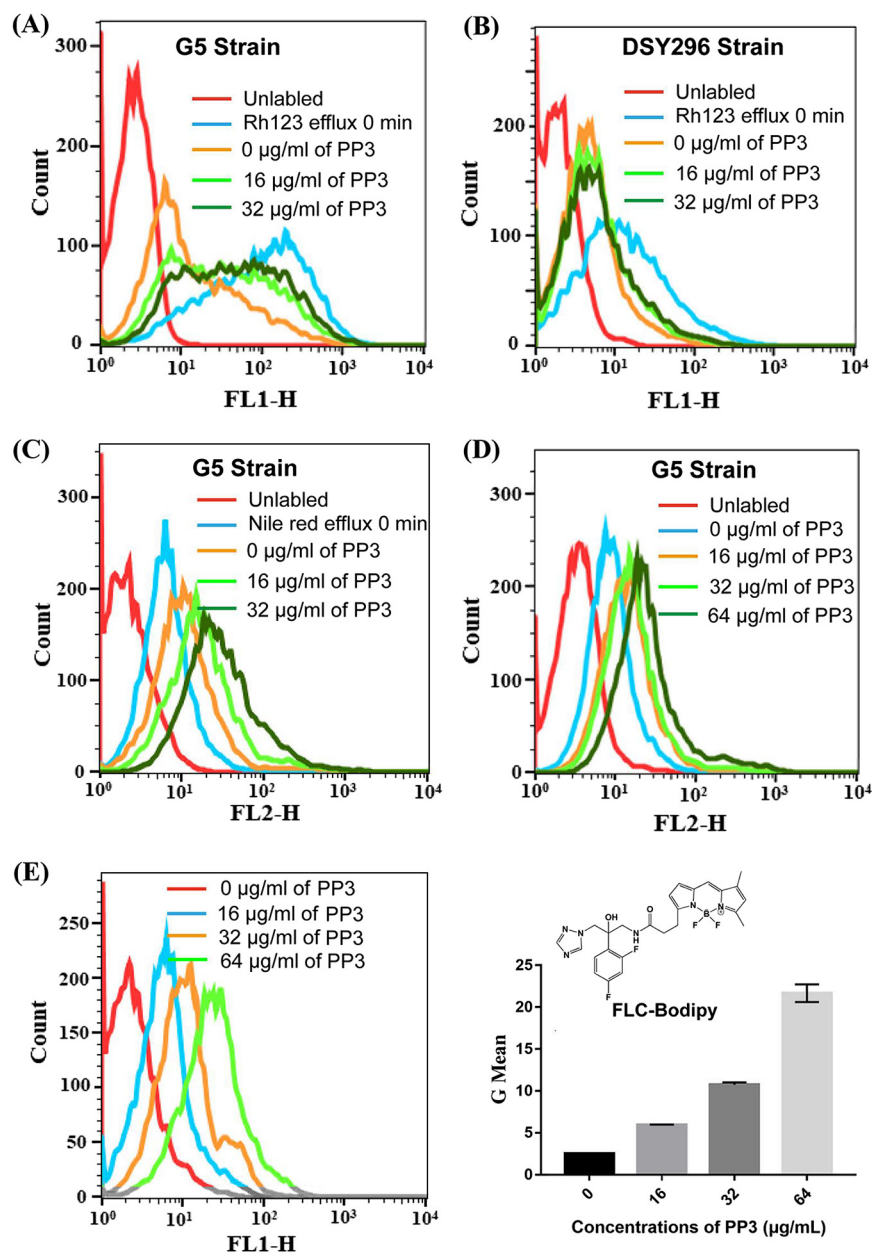 (A)
G5 Strain
Unlabled
Rh123 efflux 0 min
0 µg/ml of PP3
16 µg/ml of PP3
32 µg/ml of PP3
Count
300
200
100
0
10⁰ 10¹ 10² 10³ 10⁴
FL1-H
(B)
DSY296 Strain
Unlabled
Rh123 efflux 0 min
0 µg/ml of PP3
16 µg/ml of PP3
32 µg/ml of PP3
Count
200
100
0
10⁰ 10¹ 10² 10³ 10⁴
FL1-H
(C)
G5 Strain
Unlabled
Nile red efflux 0 min
0 µg/ml of PP3
16 µg/ml of PP3
32 µg/ml of PP3
Count
300
200
100
0
10⁰ 10¹ 10² 10³ 10⁴
FL2-H
(D)
G5 Strain
Unlabled
0 µg/ml of PP3
16 µg/ml of PP3
32 µg/ml of PP3
64 µg/ml of PP3
Count
300
200
100
0
10⁰ 10¹ 10² 10³ 10⁴
FL2-H
(E)
0 µg/ml of PP3
16 µg/ml of PP3
32 µg/ml of PP3
64 µg/ml of PP3
Count
250
200
150
100
50
0
10⁰ 10¹ 10² 10³ 10⁴
FL1-H
OH
O
N
N
N
NH
F
F
N
B
N
F
F
FLC-Bodipy
G Mean
25
20
15
10
5
0
0 16 32 64
Concentrations of PP3 (µg/mL)